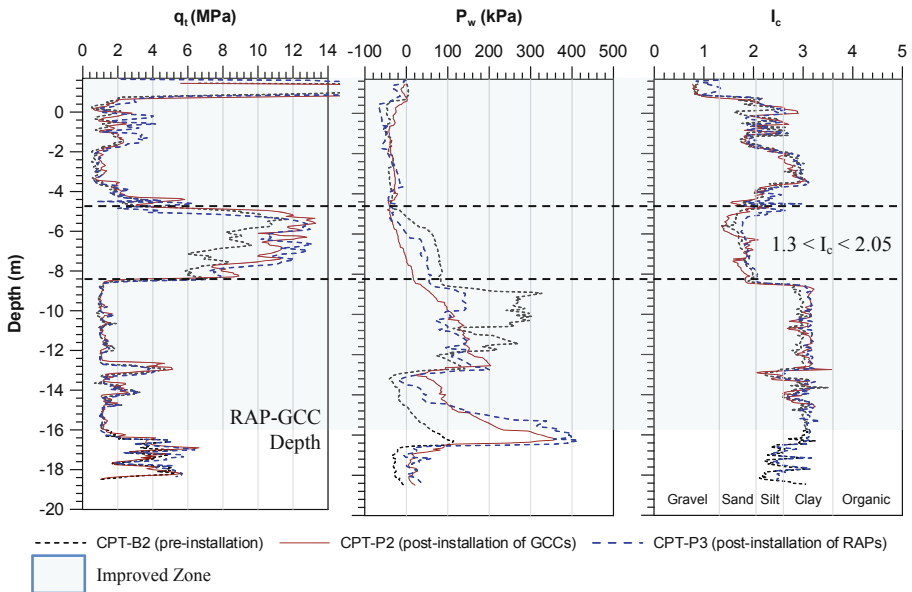 qt (MPa)
0 2 4 6 8 10 12 14
Pw (kPa)
-100 0 100 200 300 400 500
Ic
0 1 2 3 4 5
Depth (m)
0
-2
-4
-6
-8
-10
-12
-14
-16
-18
-20
1.3 < Ic < 2.05
RAP-GCC
Depth
Gravel Sand Silt Clay Organic
CPT-B2 (pre-installation) CPT-P2 (post-installation of GCCs) CPT-P3 (post-installation of RAPs)
Improved Zone